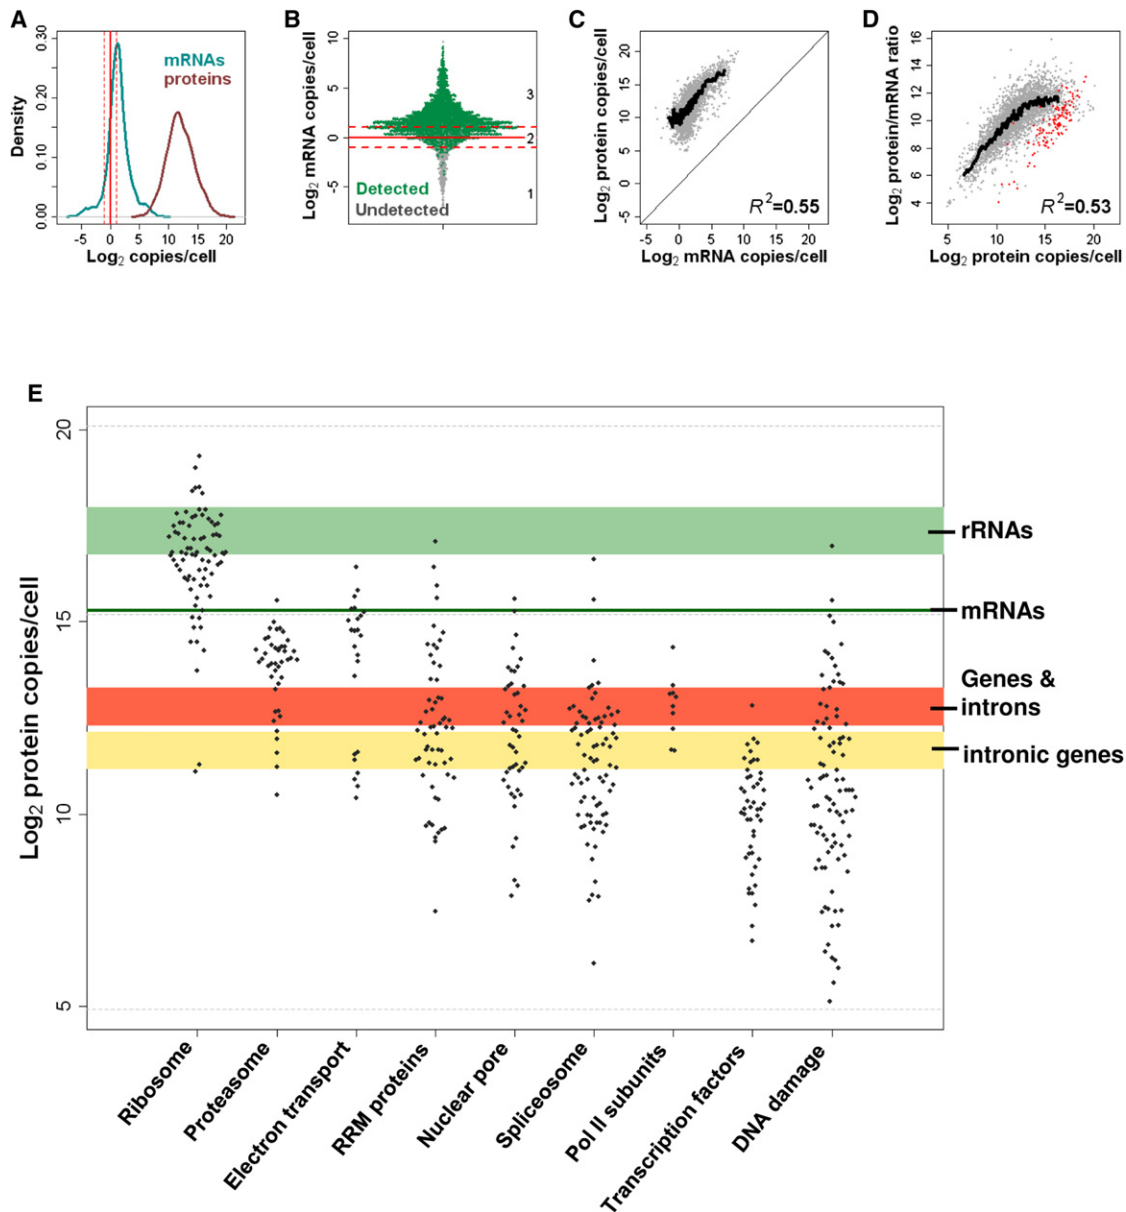 A
Density
0.30
0.20
0.10
0.00
mRNAs
proteins
-5 0 5 10 15 20
Log2 copies/cell
B
Log2 mRNA copies/cell
10
5
0
-5
3
2
1
Detected
Undetected
C
Log2 protein copies/cell
20
15
10
5
0
-5
R²=0.55
-5 0 5 10 15 20
Log2 mRNA copies/cell
D
Log2 protein/mRNA ratio
16
14
12
10
8
6
4
R²=0.53
5 10 15 20
Log2 protein copies/cell
E
Log2 protein copies/cell
20
15
10
5
rRNAs
mRNAs
Genes &
introns
intronic genes
Ribosome
Proteasome
Electron transport
RRM proteins
Nuclear pore
Spliceosome
Pol II subunits
Transcription factors
DNA damage